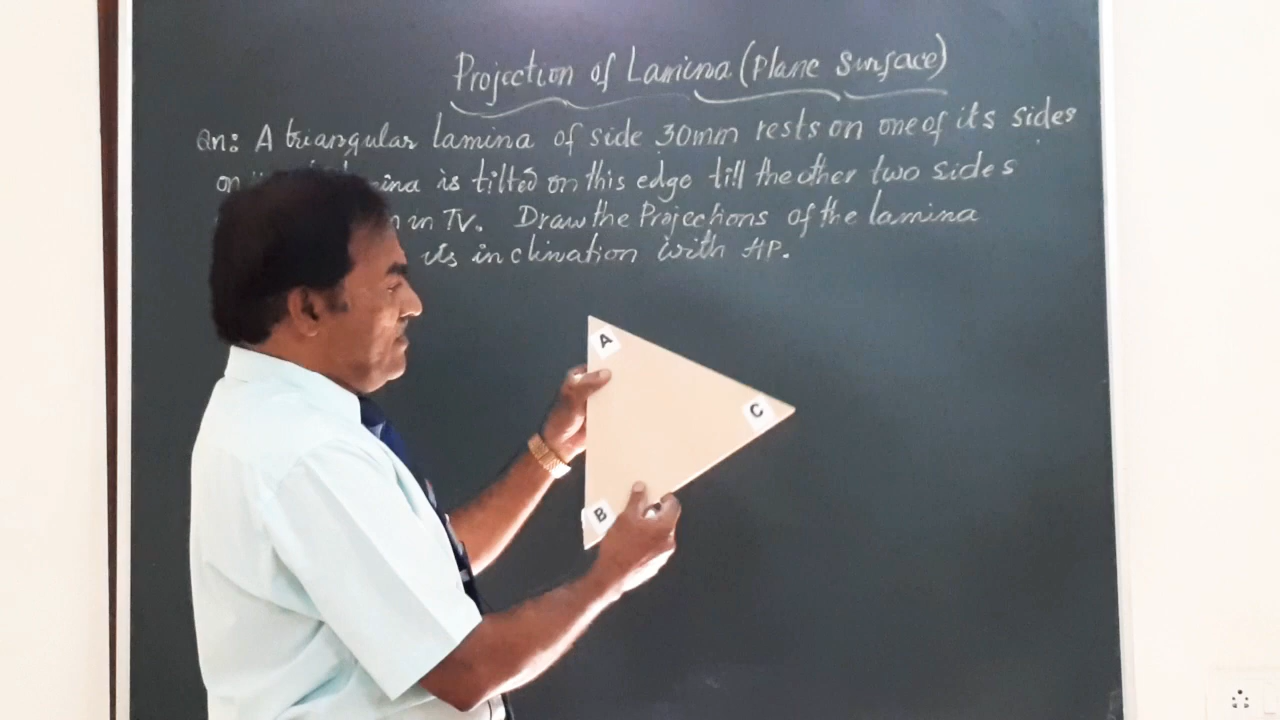 Projection of Lamina (Plane Surface)
Qn: A triangular lamina of side 30mm rests on one of its sides
on is tilted on this edge till the other two sides
in TV. Draw the Projections of the lamina
its inclination with HP.
A
C
B